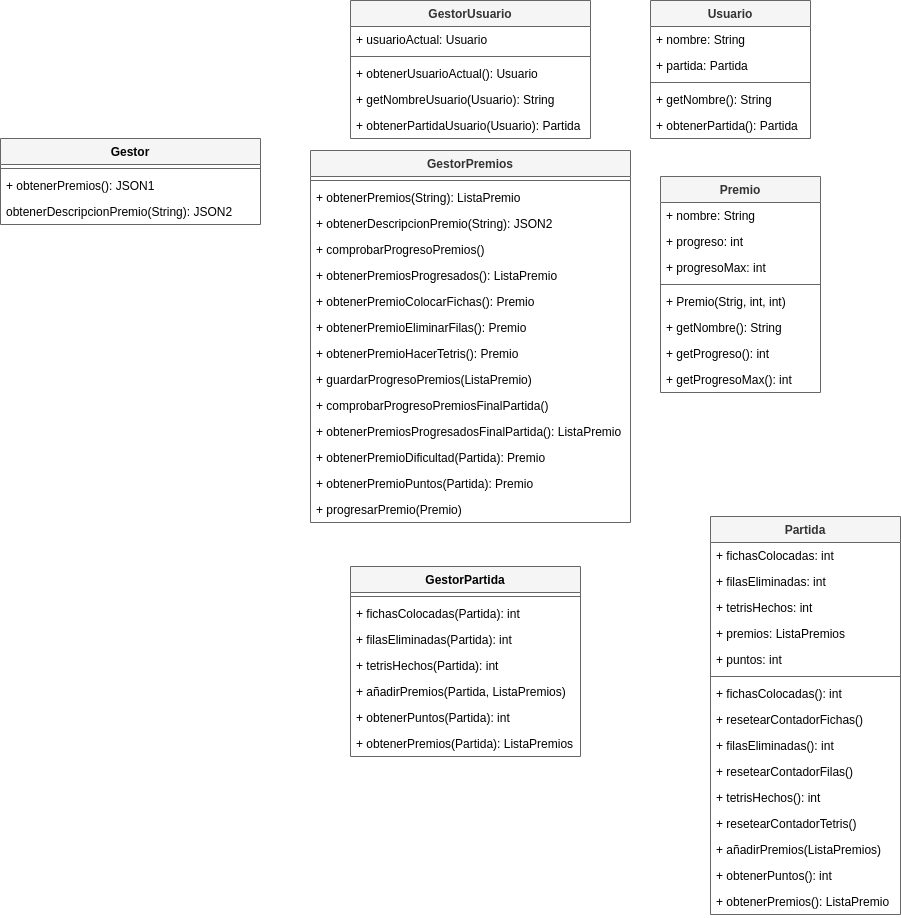 GestorUsuario
+ usuarioActual: Usuario
+ obtenerUsuarioActual(): Usuario
+ getNombreUsuario(Usuario): String
+ obtenerPartidaUsuario(Usuario): Partida
Usuario
+ nombre: String
+ partida: Partida
+ getNombre(): String
+ obtenerPartida(): Partida
Gestor
+ obtenerPremios(): JSON1
obtenerDescripcionPremio(String): JSON2
GestorPremios
+ obtenerPremios(String): ListaPremio
+ obtenerDescripcionPremio(String): JSON2
+ comprobarProgresoPremios()
+ obtenerPremiosProgresados(): ListaPremio
+ obtenerPremioColocarFichas(): Premio
+ obtenerPremioEliminarFilas(): Premio
+ obtenerPremioHacerTetris(): Premio
+ guardarProgresoPremios(ListaPremio)
+ comprobarProgresoPremiosFinalPartida()
+ obtenerPremiosProgresadosFinalPartida(): ListaPremio
+ obtenerPremioDificultad(Partida): Premio
+ obtenerPremioPuntos(Partida): Premio
+ progresarPremio(Premio)
Premio
+ nombre: String
+ progreso: int
+ progresoMax: int
+ Premio(Strig, int, int)
+ getNombre(): String
+ getProgreso(): int
+ getProgresoMax(): int
GestorPartida
+ fichasColocadas(Partida): int
+ filasEliminadas(Partida): int
+ tetrisHechos(Partida): int
+ añadirPremios(Partida, ListaPremios)
+ obtenerPuntos(Partida): int
+ obtenerPremios(Partida): ListaPremios
Partida
+ fichasColocadas: int
+ filasEliminadas: int
+ tetrisHechos: int
+ premios: ListaPremios
+ puntos: int
+ fichasColocadas(): int
+ resetearContadorFichas()
+ filasEliminadas(): int
+ resetearContadorFilas()
+ tetrisHechos(): int
+ resetearContadorTetris()
+ añadirPremios(ListaPremios)
+ obtenerPuntos(): int
+ obtenerPremios(): ListaPremio